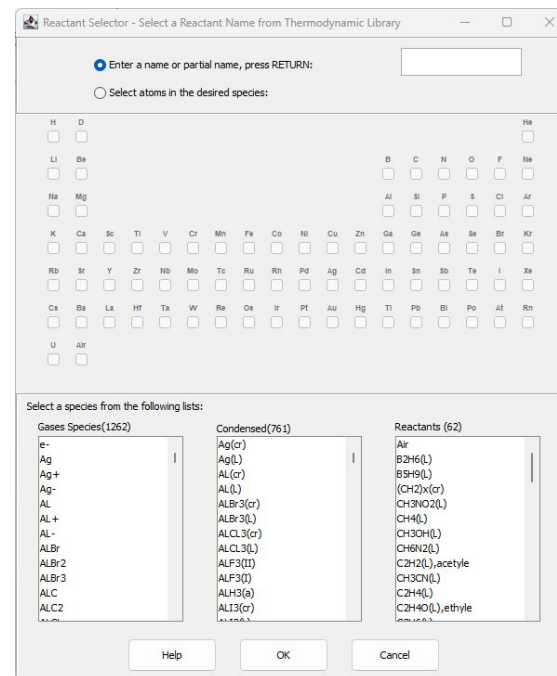 Reactant Selector - Select a Reactant Name from Thermodynamic Library
Enter a name or partial name, press RETURN:
Select atoms in the desired species:
H D He
Li Be B C N O F Ne
Na Mg Al Si P S Cl Ar
K Ca Sc Ti V Cr Mn Fe Co Ni Cu Zn Ga Ge As Se Br Kr
Rb Sr Y Zr Nb Mo Tc Ru Rh Pd Ag Cd In Sn Sb Te I Xe
Cs Ba La Hf Ta W Re Os Ir Pt Au Hg Tl Pb Bi Po At Rn
U Air
Select a species from the following lists:
Gases Species(1262)
e-
Ag
Ag+
Ag-
AL
AL+
AL-
ALBr
ALBr2
ALBr3
ALC
ALC2
Condensed(761)
Ag(cr)
Ag(L)
AL(cr)
AL(L)
ALBr3(cr)
ALBr3(L)
ALCL3(cr)
ALCL3(L)
ALF3(II)
ALF3(I)
ALH3(a)
ALI3(cr)
Reactants (62)
Air
B2H6(L)
B5H9(L)
(CH2)x(cr)
CH3NO2(L)
CH4(L)
CH3OH(L)
CH6N2(L)
C2H2(L),acetyle
CH3CN(L)
C2H4(L)
C2H4O(L),ethyle
Help OK Cancel